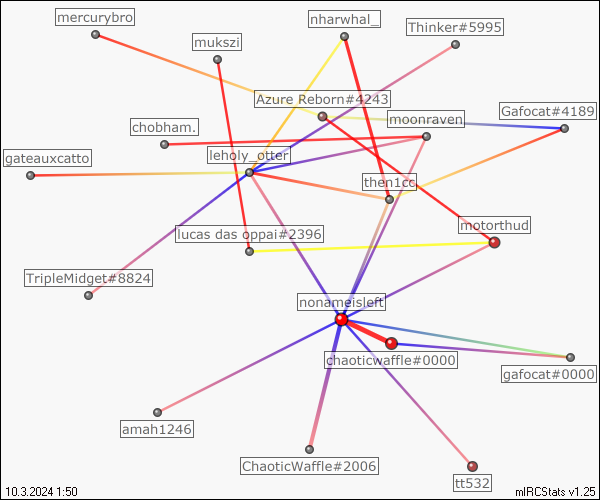 mercurybro
nharwhal_
Thinker#5995
mukszi
Azure Reborn#4243
Gafocat#4189
moonraven
chobham.
leholy_otter
gateauxcatto
then1cc
lucas das oppai#2396
motorthud
TripleMidget#8824
nonameisleft
chaoticwaffle#0000
gafocat#0000
amah1246
ChaoticWaffle#2006
tt532
10.3.2024 1:50
mIRCStats v1.25